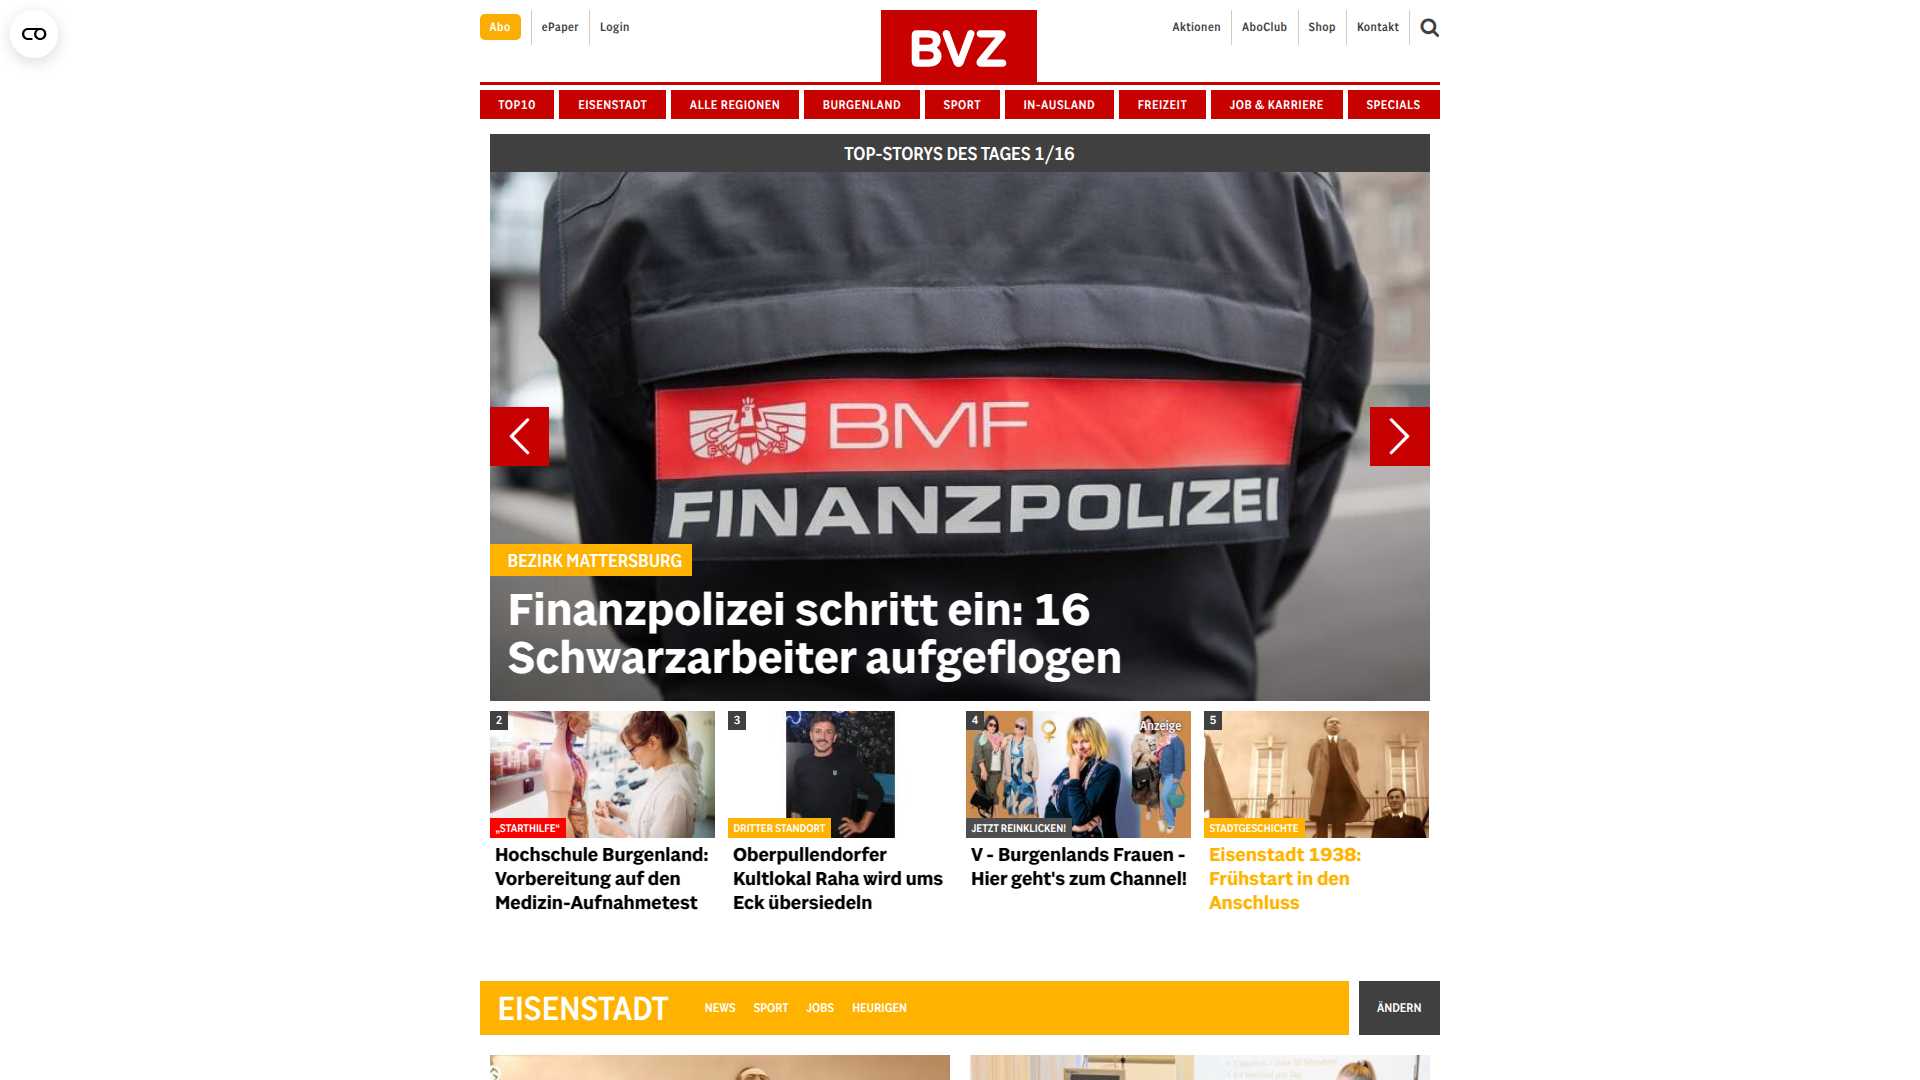 Abo
ePaper
Login
BVZ
Aktionen
AboClub
Shop
Kontakt
TOP10
EISENSTADT
ALLE REGIONEN
BURGENLAND
SPORT
IN-AUSLAND
FREIZEIT
JOB & KARRIERE
SPECIALS
TOP-STORYS DES TAGES 1/16
BMF
FINANZPOLIZEI
BEZIRK MATTERSBURG
Finanzpolizei schritt ein: 16
Schwarzarbeiter aufgeflogen
2
„STARTHILFE“
Hochschule Burgenland:
Vorbereitung auf den
Medizin-Aufnahmetest
3
DRITTER STANDORT
Oberpullendorfer
Kultlokal Raha wird ums
Eck übersiedeln
4
Anzeige
JETZT REINKLICKEN!
V - Burgenlands Frauen -
Hier geht's zum Channel!
5
STADTGESCHICHTE
Eisenstadt 1938:
Frühstart in den
Anschluss
EISENSTADT
NEWS
SPORT
JOBS
HEURIGEN
ÄNDERN